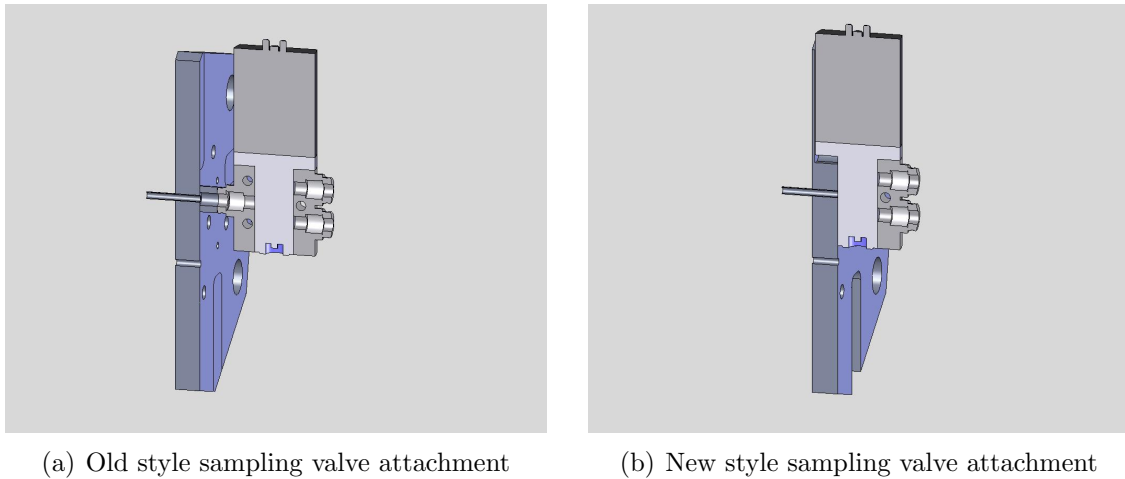 (a) Old style sampling valve attachment
(b) New style sampling valve attachment